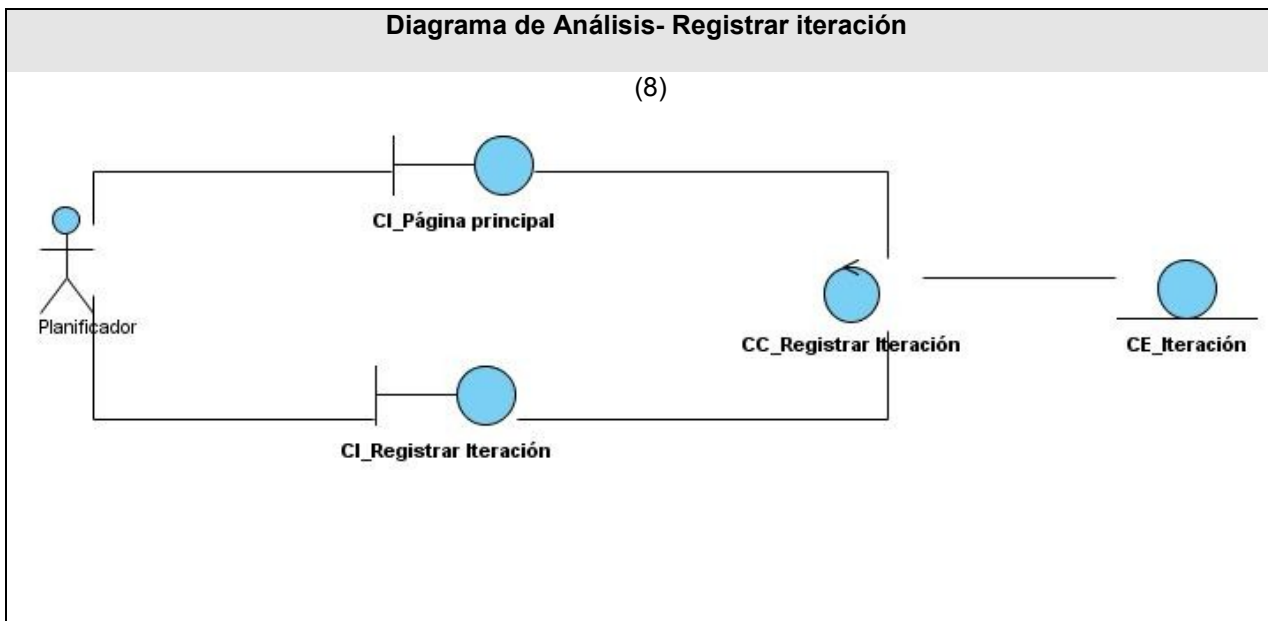 Diagrama de Análisis- Registrar iteración
(8)
CI_Página principal
Planificador
CC_Registrar Iteración
CE_Iteración
CI_Registrar Iteración